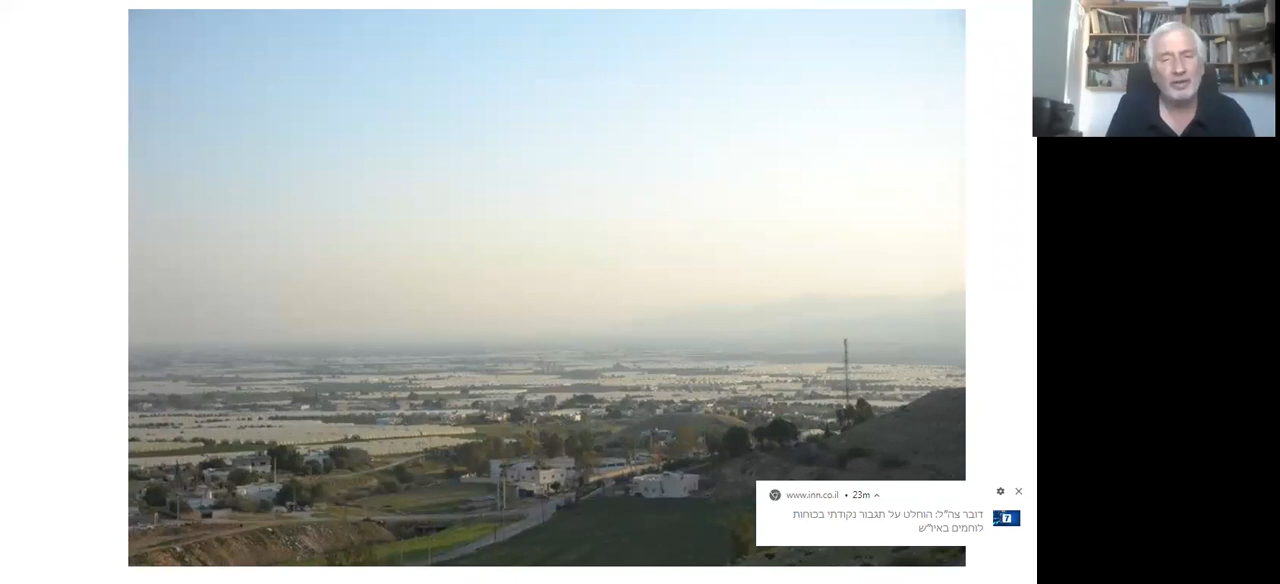 www.inn.co.il • 23m
דובר צה"ל: הוחלט על תגבור נקודתי בכוחות
לוחמים באיו"ש
7